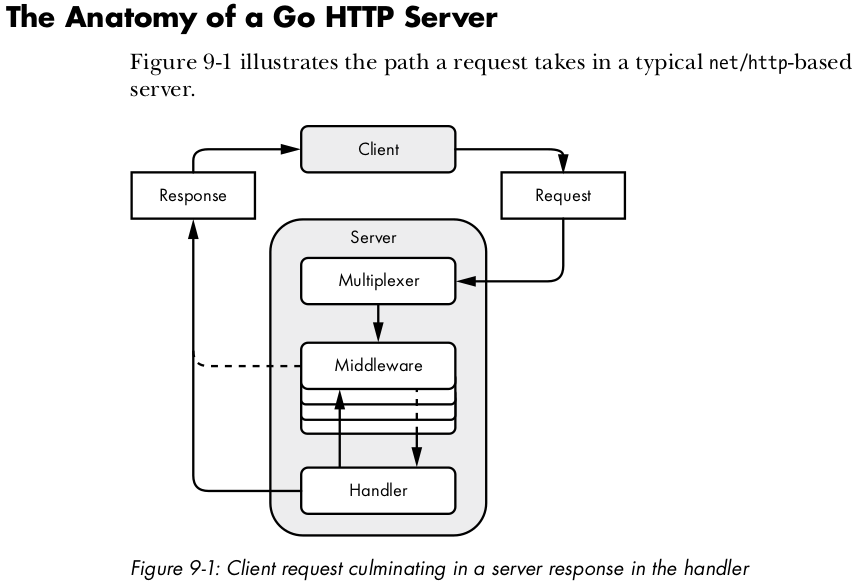 The Anatomy of a Go HTTP Server
Figure 9-1 illustrates the path a request takes in a typical net/http-based
server.
Client
Response
Request
Server
Multiplexer
Middleware
Handler
Figure 9-1: Client request culminating in a server response in the handler